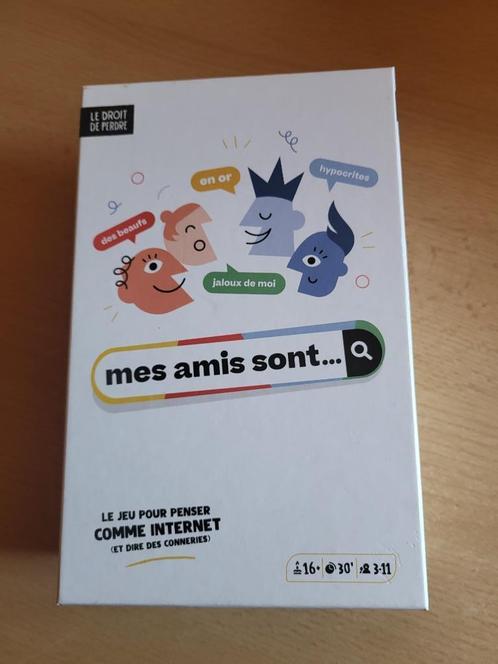 LE DROIT
DE PERDRE
en or
hypocrites
des beaufs
jaloux de moi
mes amis sont...
LE JEU POUR PENSER
COMME INTERNET
(ET DIRE DES CONNERIES)
16+ 30' 3-11